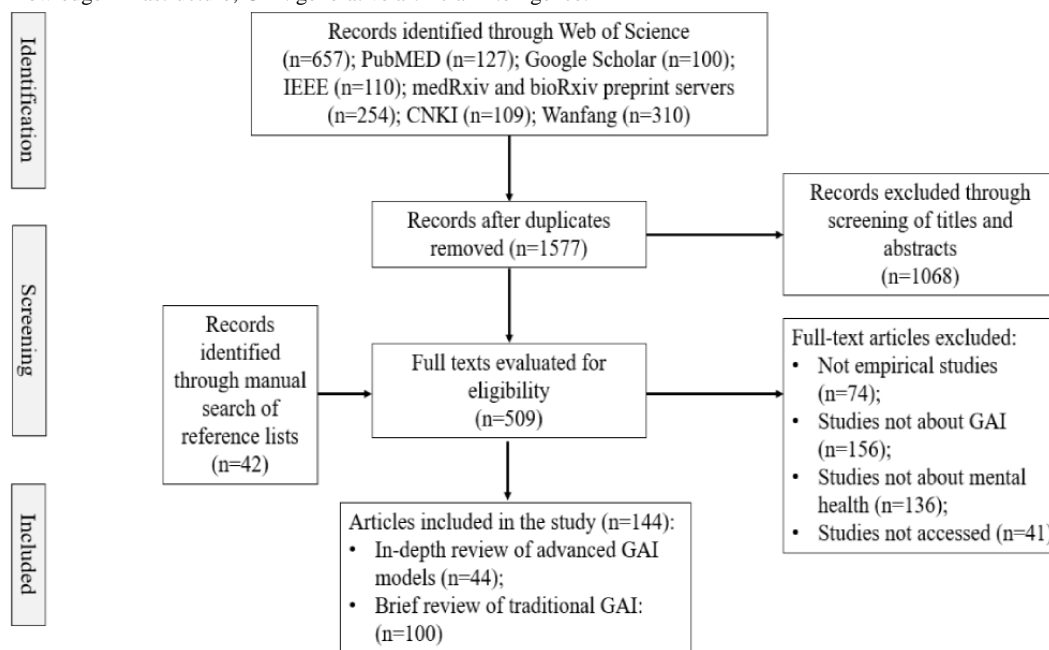 Identification
Records identified through Web of Science
(n=657); PubMED (n=127); Google Scholar (n=100);
IEEE (n=110); medRxiv and bioRxiv preprint servers
(n=254); CNKI (n=109); Wanfang (n=310)
Screening
Records after duplicates
removed (n=1577)
Records excluded through
screening of titles and
abstracts
(n=1068)
Records
identified
through manual
search of
reference lists
(n=42)
Full texts evaluated for
eligibility
(n=509)
Full-text articles excluded:
• Not empirical studies
(n=74);
• Studies not about GAI
(n=156);
• Studies not about mental
health (n=136);
• Studies not accessed (n=41)
Included
Articles included in the study (n=144):
• In-depth review of advanced GAI
models (n=44);
• Brief review of traditional GAI:
(n=100)